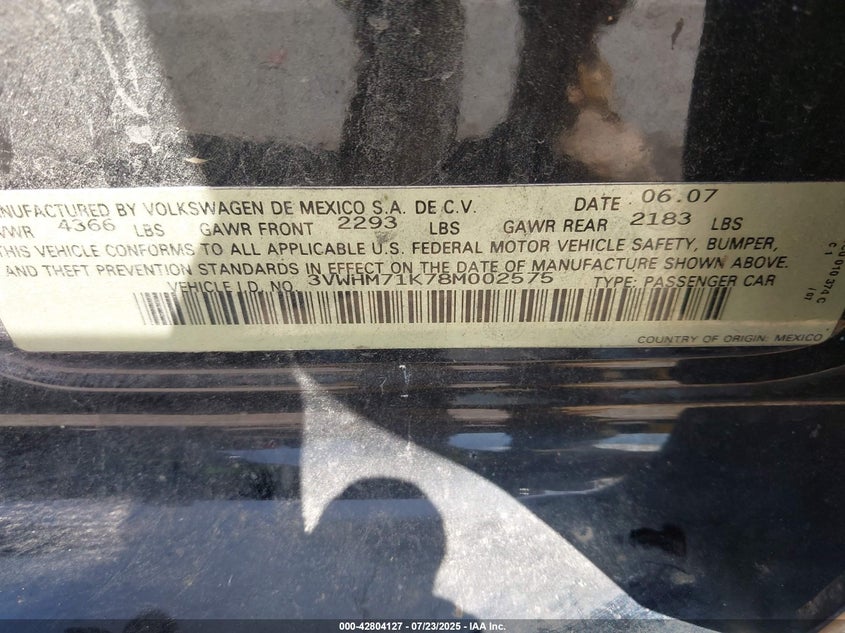 NUFACTURED BY VOLKSWAGEN DE MEXICO S.A. DE C.V. DATE 06.07
VWR 4366 LBS GAWR FRONT 2293 LBS GAWR REAR 2183 LBS
THIS VEHICLE CONFORMS TO ALL APPLICABLE U.S. FEDERAL MOTOR VEHICLE SAFETY, BUMPER,
AND THEFT PREVENTION STANDARDS IN EFFECT ON THE DATE OF MANUFACTURE SHOWN ABOVE.
VEHICLE I.D. NO. 3VWHM71K78M002575 TYPE: PASSENGER CAR
COUNTRY OF ORIGIN: MEXICO
010 374 C
000-42804127 - 07/23/2025 - IAA Inc.